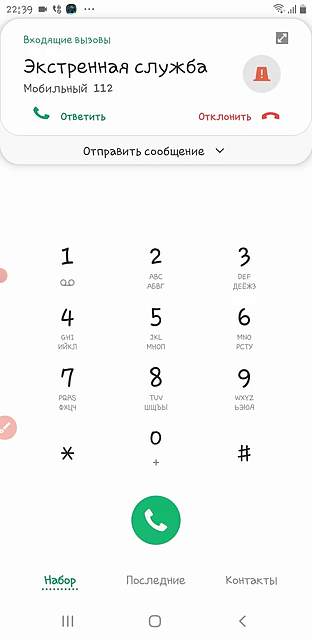 22:39
Входящие вызовы
Экстренная служба
Мобильный 112
Ответить
Отклонить
Отправить сообщение
1 2 3
ABC DEF
АБВГ ДЕЁЖЗ
4 5 6
GHI JKL MNO
ИЙКЛ МНОП РСТУ
7 8 9
PQRS TUV WXYZ
ФХЦЧ ШЩЪЫ ЬЭЮЯ
* 0 #
+
Набор Последние Контакты